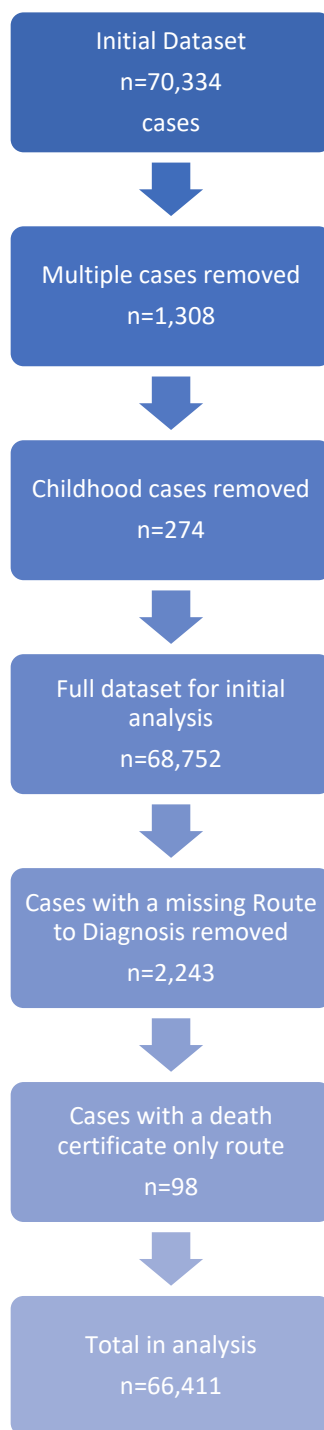 Initial Dataset
n=70,334
cases
Multiple cases removed
n=1,308
Childhood cases removed
n=274
Full dataset for initial
analysis
n=68,752
Cases with a missing Route
to Diagnosis removed
n=2,243
Cases with a death
certificate only route
n=98
Total in analysis
n=66,411